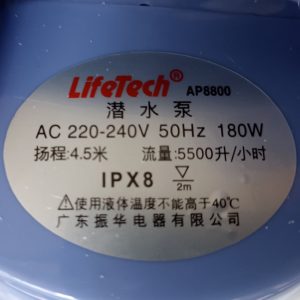 LifeTech® AP8800
潜水泵
AC 220-240V 50Hz 180W
扬程:4.5米 流量:5500升/小时
IPX8 2m
⚠使用液体温度不能高于40℃
广东振华电器有限公司